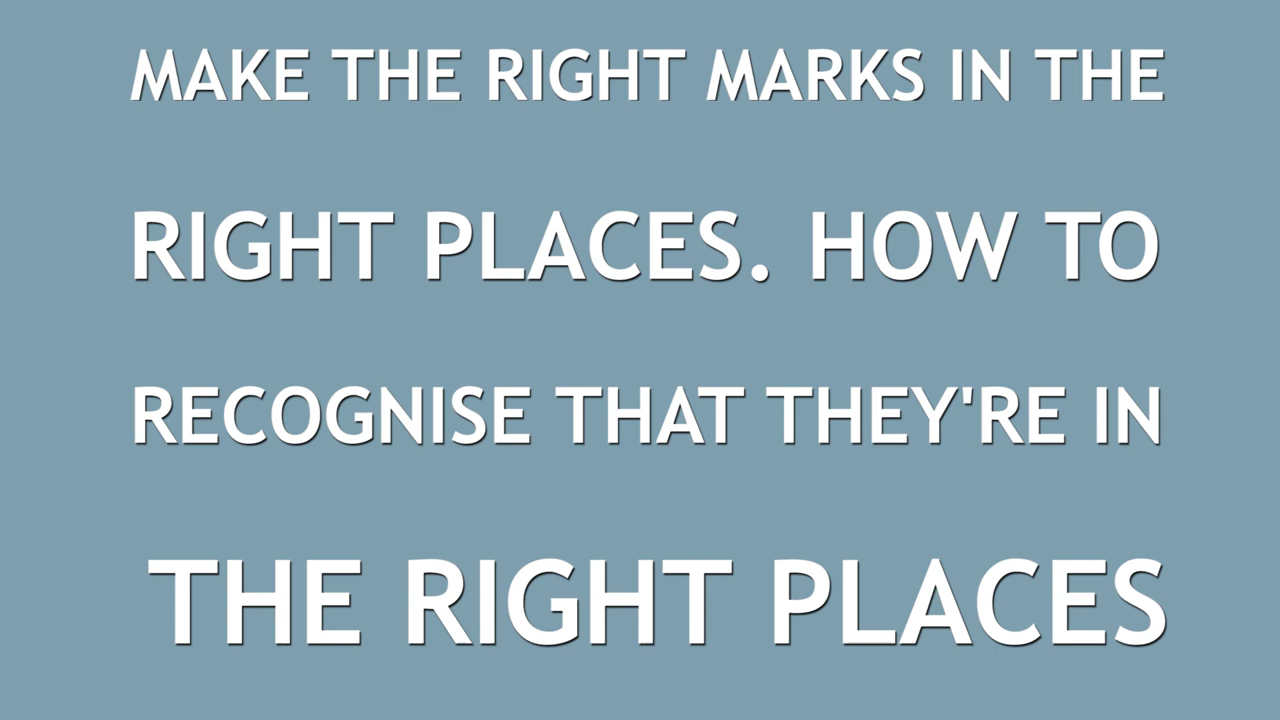 MAKE THE RIGHT MARKS IN THE
RIGHT PLACES. HOW TO
RECOGNISE THAT THEY'RE IN
THE RIGHT PLACES